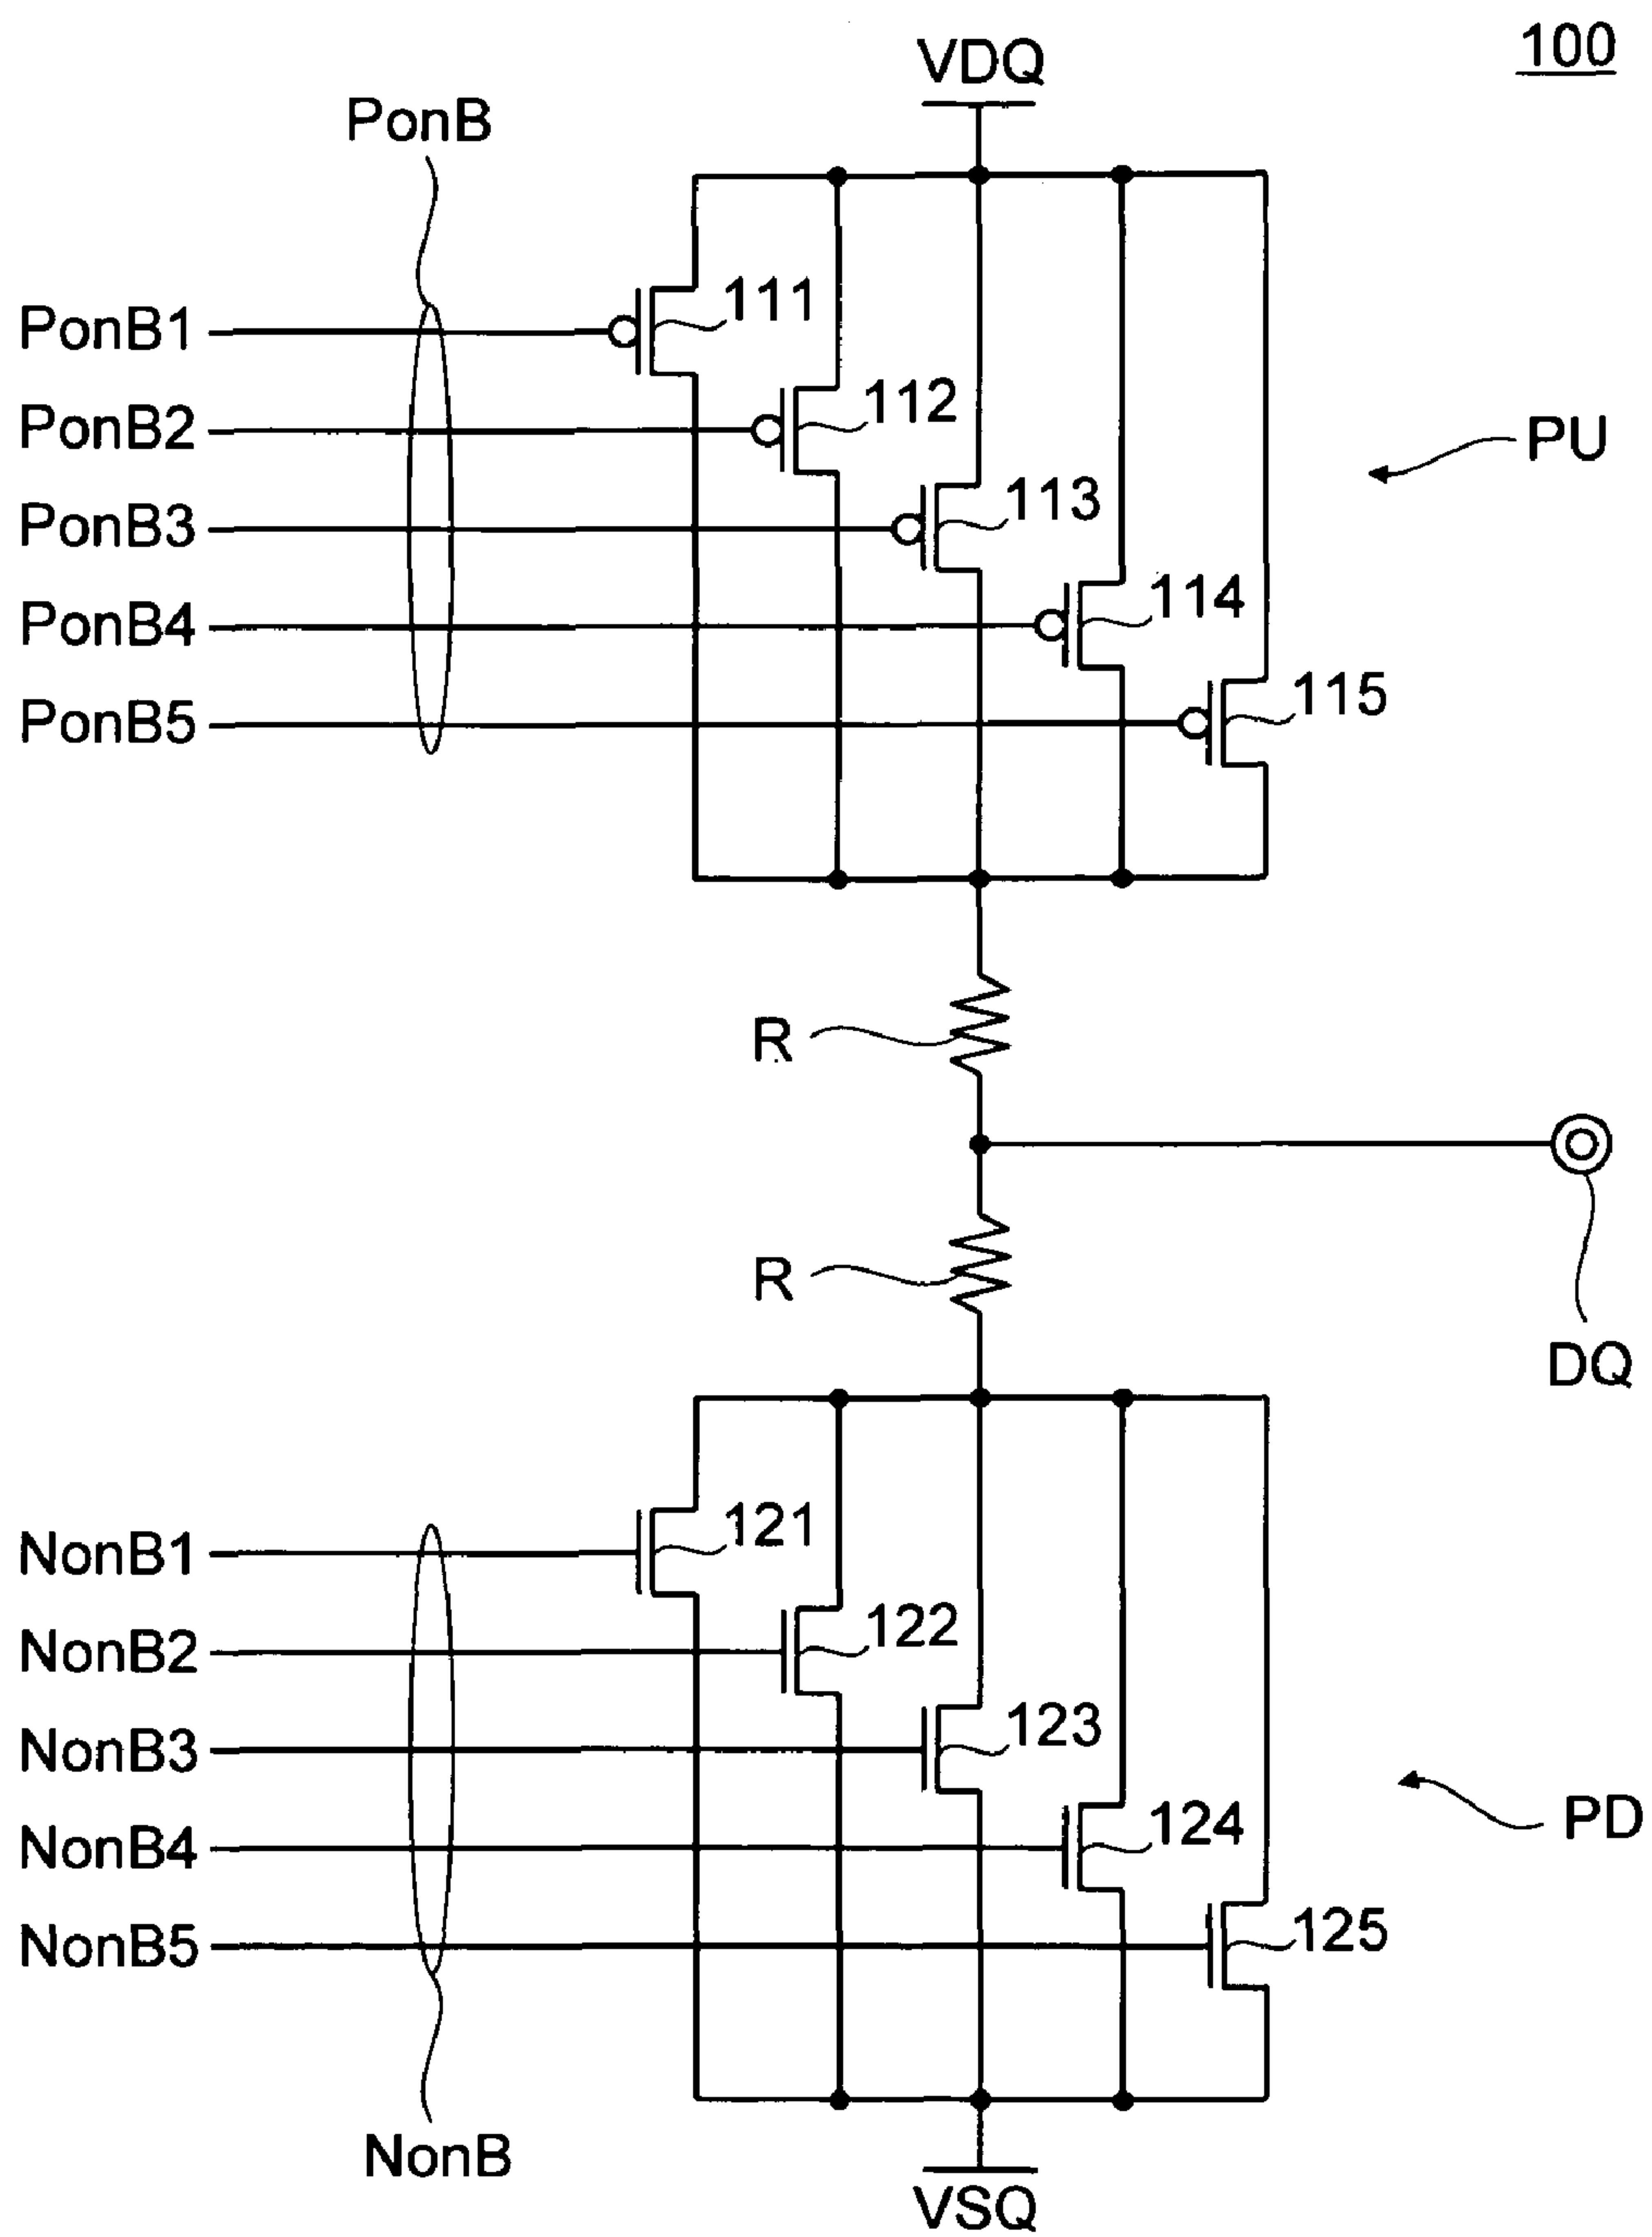 100
VDQ
PonB
PonB1
111
PonB2
112
PU
PonB3
113
PonB4
114
PonB5
115
R
R
DQ
NonB1
121
NonB2
122
NonB3
123
PD
NonB4
124
NonB5
125
NonB
VSQ